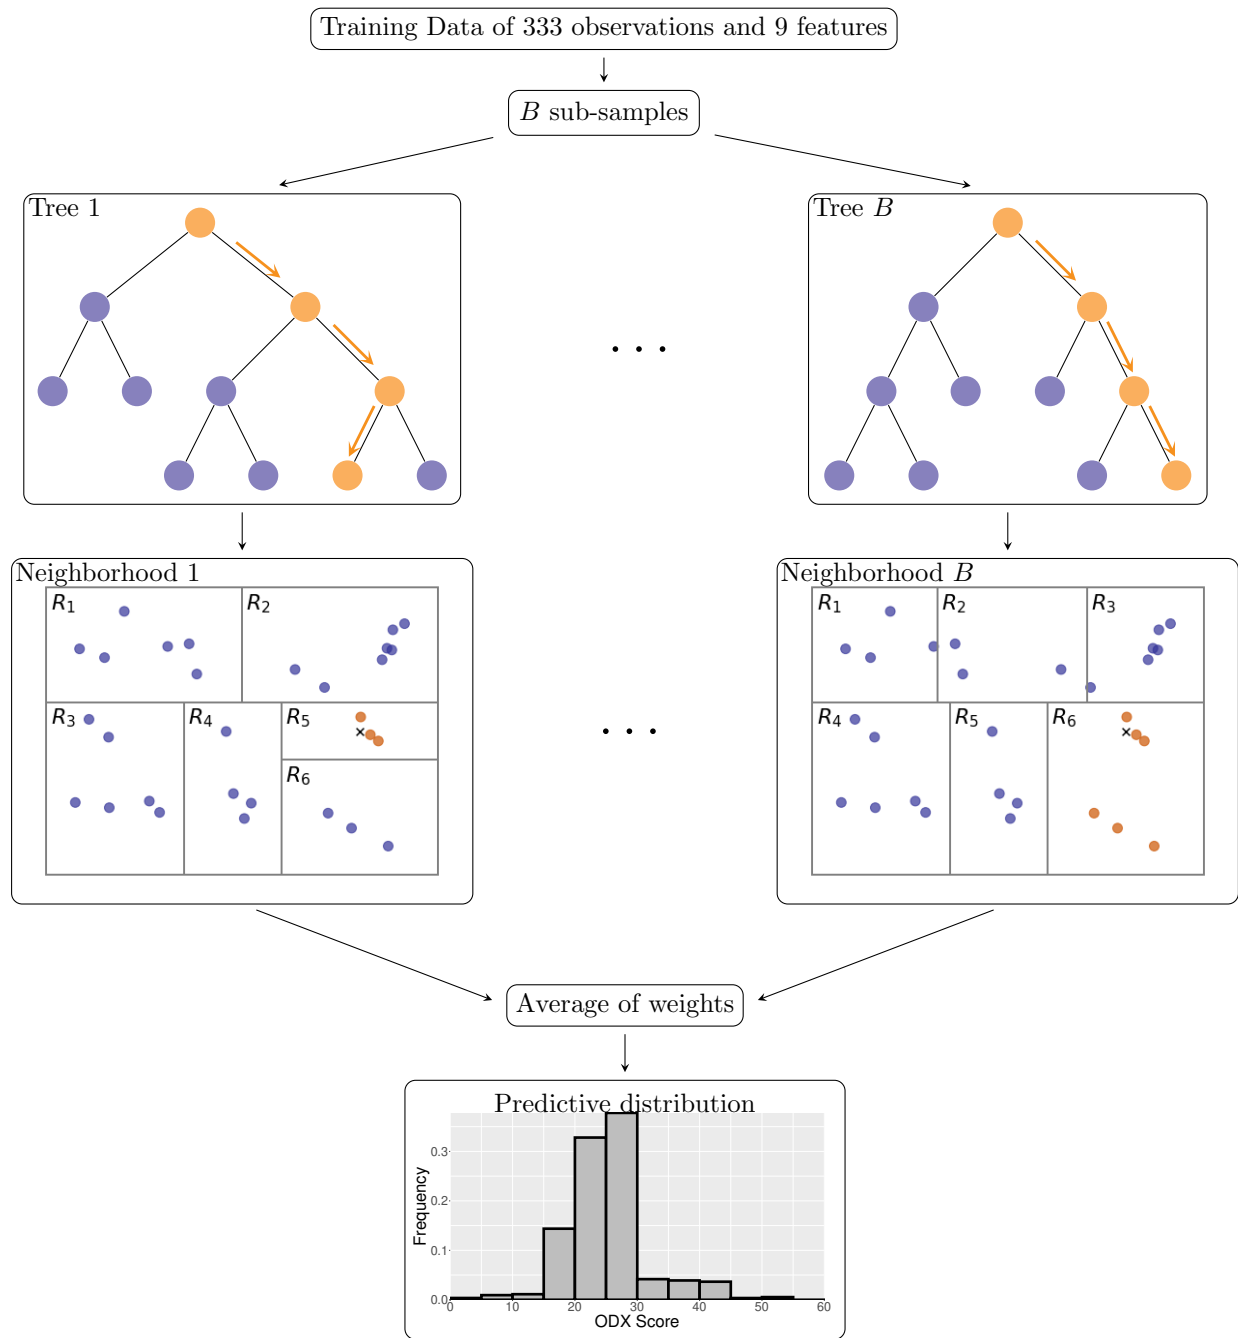 Training Data of 333 observations and 9 features
B sub-samples
Tree 1
Tree B
. . .
Neighborhood 1
R1
R2
R3
R4
R5
R6
. . .
Neighborhood B
R1
R2
R3
R4
R5
R6
Average of weights
Predictive distribution
Frequency
0.3
0.2
0.1
0.0
0 10 20 30 40 50 60
ODX Score